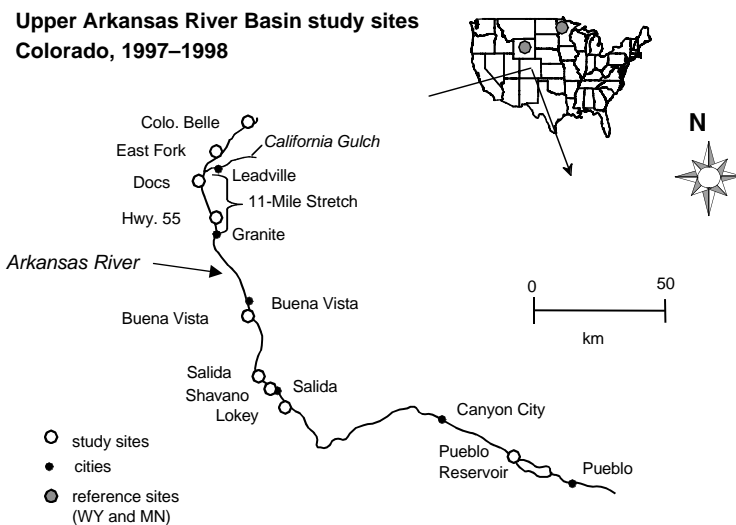 Upper Arkansas River Basin study sites
Colorado, 1997–1998
N
Colo. Belle
California Gulch
East Fork
Leadville
Docs
11-Mile Stretch
Hwy. 55
Granite
Arkansas River
0 50
km
Buena Vista
Buena Vista
Salida
Salida
Shavano
Lokey
Canyon City
Pueblo
Reservoir
Pueblo
study sites
cities
reference sites
(WY and MN)